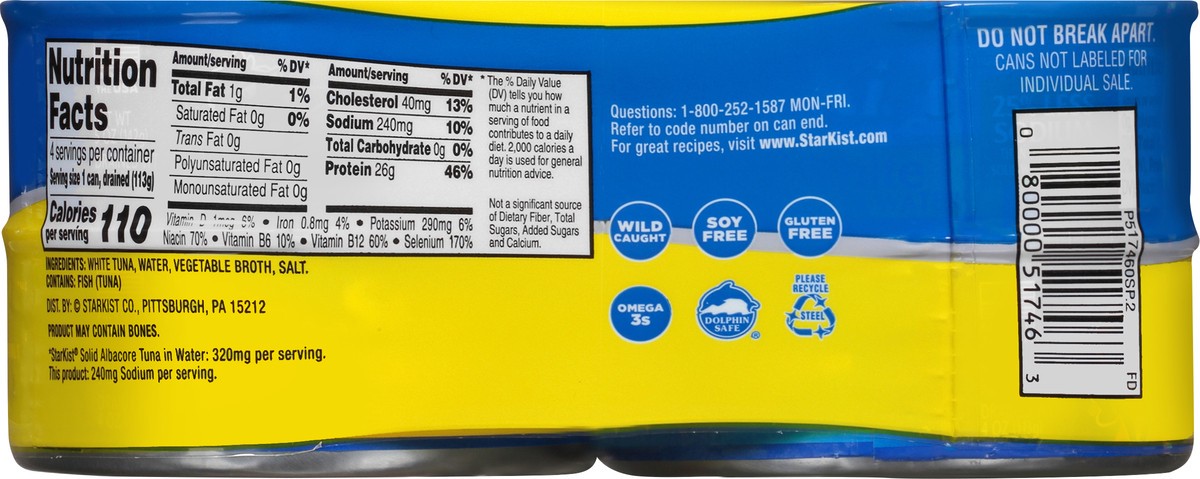 Nutrition
Facts
4 servings per container
Serving size 1 can, drained (113g)
Calories
per serving 110
Amount/serving % DV*
Total Fat 1g 1%
Saturated Fat 0g 0%
Trans Fat 0g
Polyunsaturated Fat 0g
Monounsaturated Fat 0g
Amount/serving % DV*
Cholesterol 40mg 13%
Sodium 240mg 10%
Total Carbohydrate 0g 0%
Protein 26g 46%
Vitamin D 1mcg 6% • Iron 0.8mg 4% • Potassium 290mg 6%
Niacin 70% • Vitamin B6 10% • Vitamin B12 60% • Selenium 170%
* The % Daily Value
(DV) tells you how
much a nutrient in a
serving of food
contributes to a daily
diet. 2,000 calories a
day is used for general
nutrition advice.
Not a significant source
of Dietary Fiber, Total
Sugars, Added Sugars
and Calcium.
INGREDIENTS: WHITE TUNA, WATER, VEGETABLE BROTH, SALT.
CONTAINS: FISH (TUNA)
DIST. BY: © STARKIST CO., PITTSBURGH, PA 15212
PRODUCT MAY CONTAIN BONES.
*StarKist® Solid Albacore Tuna in Water: 320mg per serving.
This product: 240mg Sodium per serving.
Questions: 1-800-252-1587 MON-FRI.
Refer to code number on can end.
For great recipes, visit www.StarKist.com
WILD
CAUGHT
SOY
FREE
GLUTEN
FREE
OMEGA
3s
DOLPHIN
SAFE
®
PLEASE
RECYCLE
STEEL
DO NOT BREAK APART.
CANS NOT LABELED FOR
INDIVIDUAL SALE.
0 80000 51746 3
P517460SP.2
FD